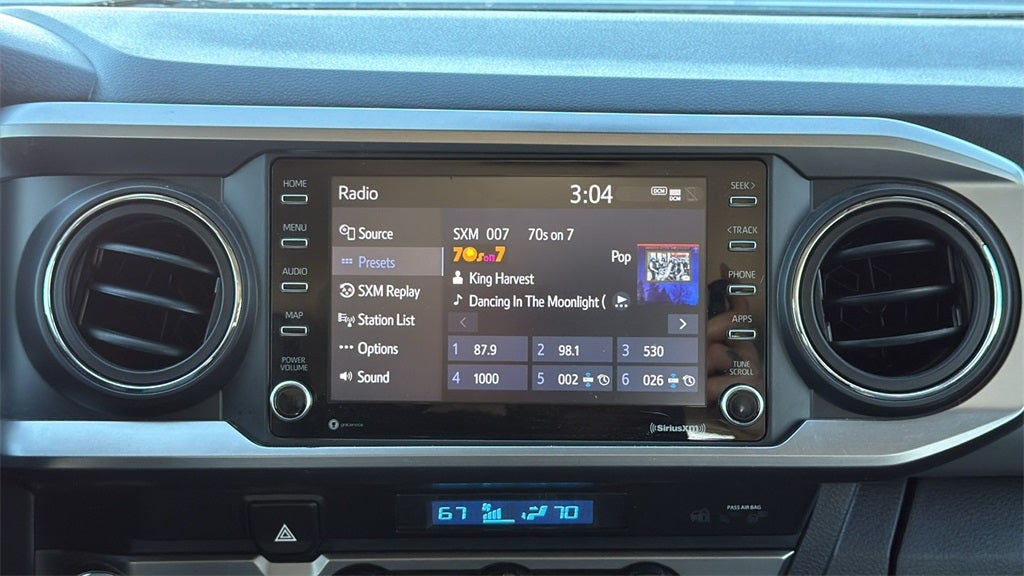 HOME
MENU
AUDIO
MAP
POWER
VOLUME
Radio 3:04 DCM DCM
Source
Presets
SXM Replay
Station List
Options
Sound
SXM 007 70s on 7
70s on 7 Pop
King Harvest
Dancing In The Moonlight (
< >
1 87.9 2 98.1 3 530
4 1000 5 002 6 026
SEEK >
< TRACK
PHONE
APPS
TUNE
SCROLL
gracenote
SiriusXM
67 70
PASS AIR BAG